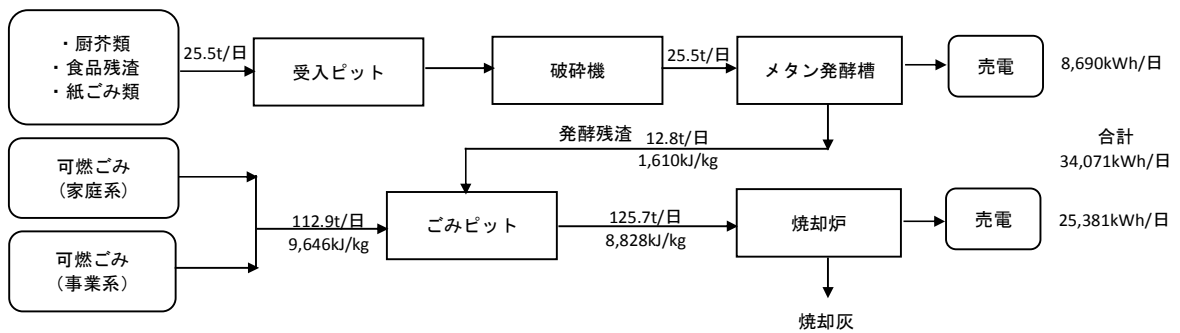 ・厨芥類
・食品残渣
・紙ごみ類
25.5t/日
受入ピット
破砕機
25.5t/日
メタン発酵槽
売電
8,690kWh/日
発酵残渣
12.8t/日
1,610kJ/kg
合計
34,071kWh/日
可燃ごみ
（家庭系）
可燃ごみ
（事業系）
112.9t/日
9,646kJ/kg
ごみピット
125.7t/日
8,828kJ/kg
焼却炉
売電
25,381kWh/日
焼却灰